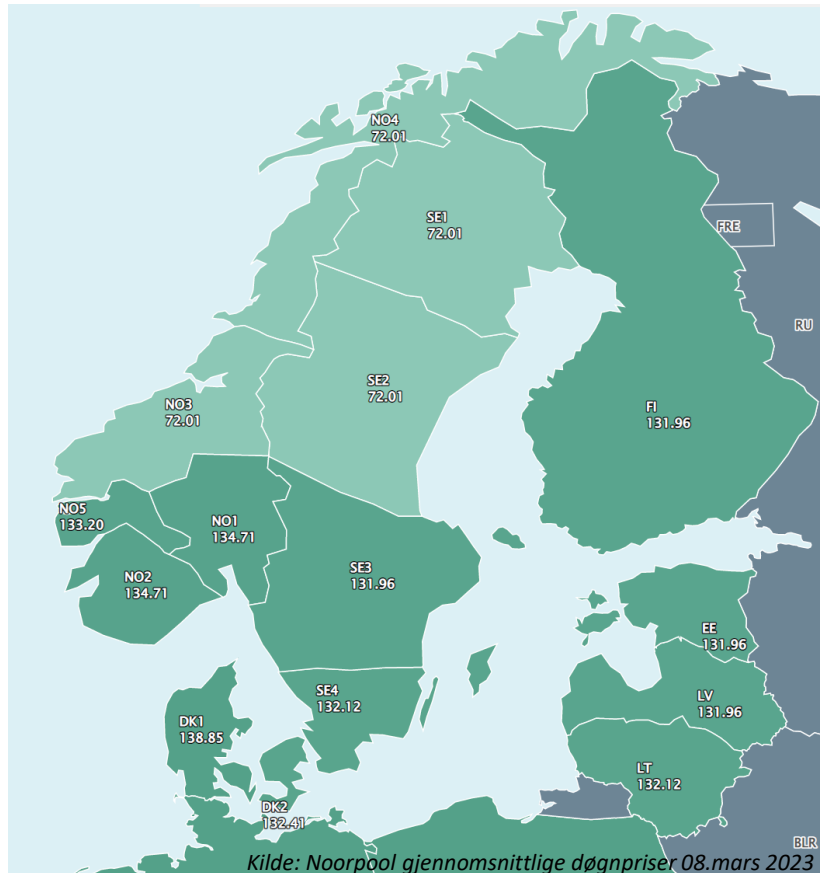 NO4
72.01
SE1
72.01
FRE
RU
SE2
72.01
NO3
72.01
FI
131.96
NO5
133.20
NO1
134.71
NO2
134.71
SE3
131.96
EE
131.96
SE4
132.12
LV
131.96
DK1
138.85
LT
132.12
DK2
132.41
BLR
Kilde: Noorpool gjennomsnittlige døgnpriser 08.mars 2023